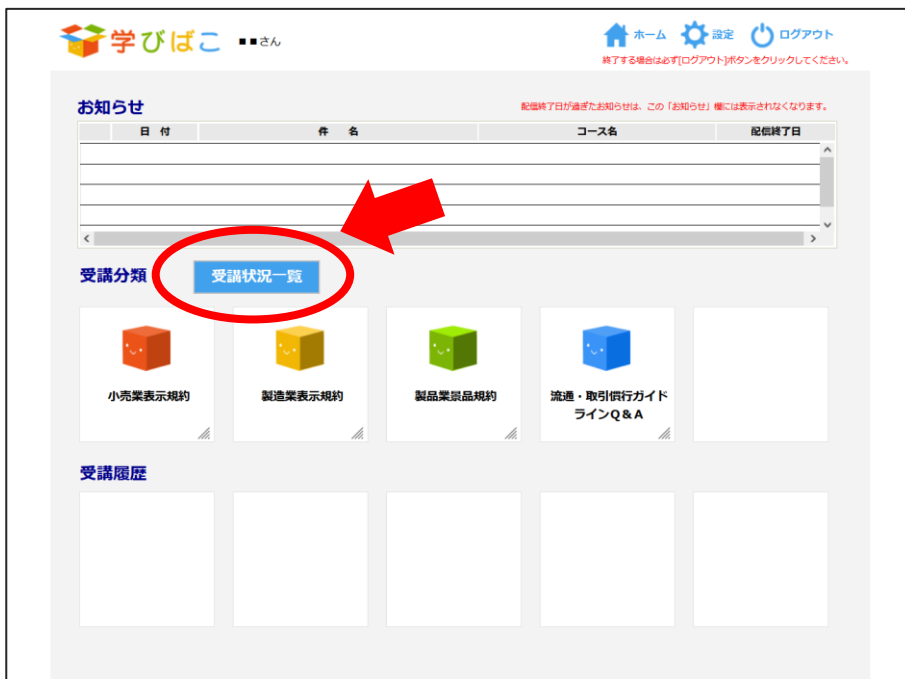 学びばこ ■■さん
ホーム 設定 ログアウト
終了する場合は必ず[ログアウト]ボタンをクリックしてください。
お知らせ
配信終了日が過ぎたお知らせは、この「お知らせ」欄には表示されなくなります。
日 付 件 名 コース名 配信終了日
受講分類 受講状況一覧
小売業表示規約 製造業表示規約 製品業景品規約 流通・取引慣行ガイド
ラインQ&A
受講履歴